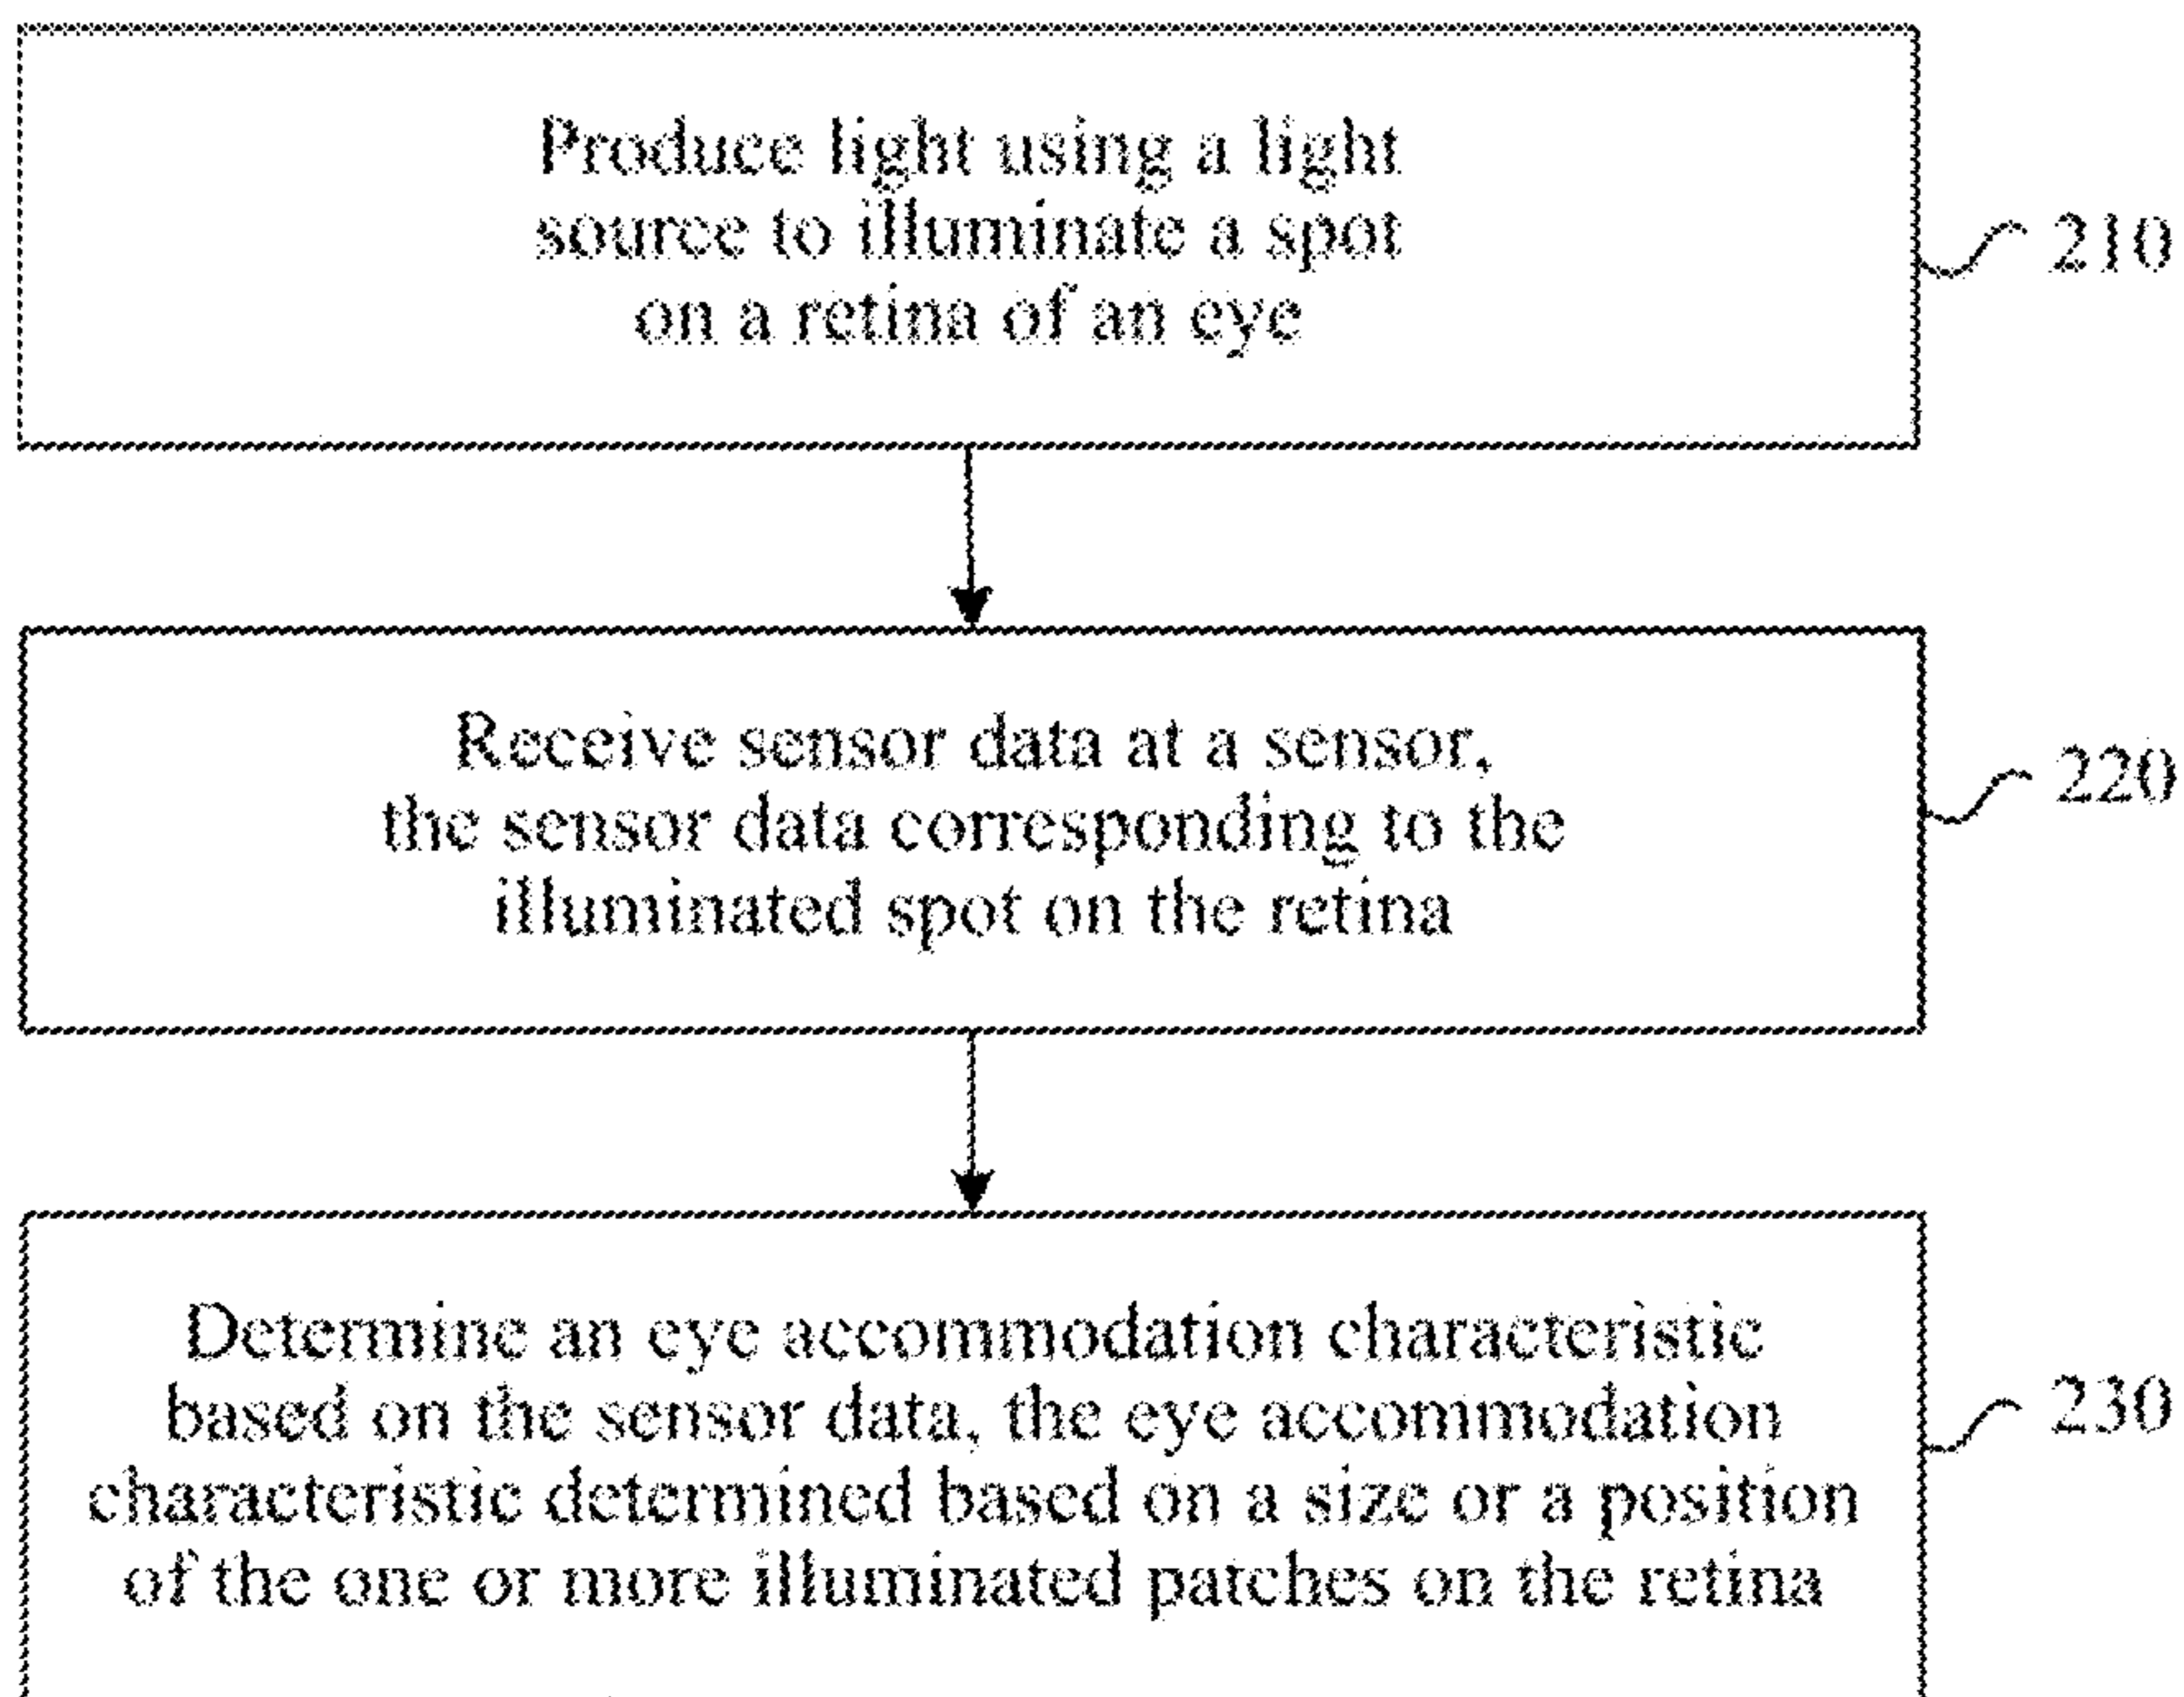 Produce light using a light
source to illuminate a spot
on a retina of an eye
210
Receive sensor data at a sensor,
the sensor data corresponding to the
illuminated spot on the retina
220
Determine an eye accommodation characteristic
based on the sensor data, the eye accommodation
characteristic determined based on a size or a position
of the one or more illuminated patches on the retina
230